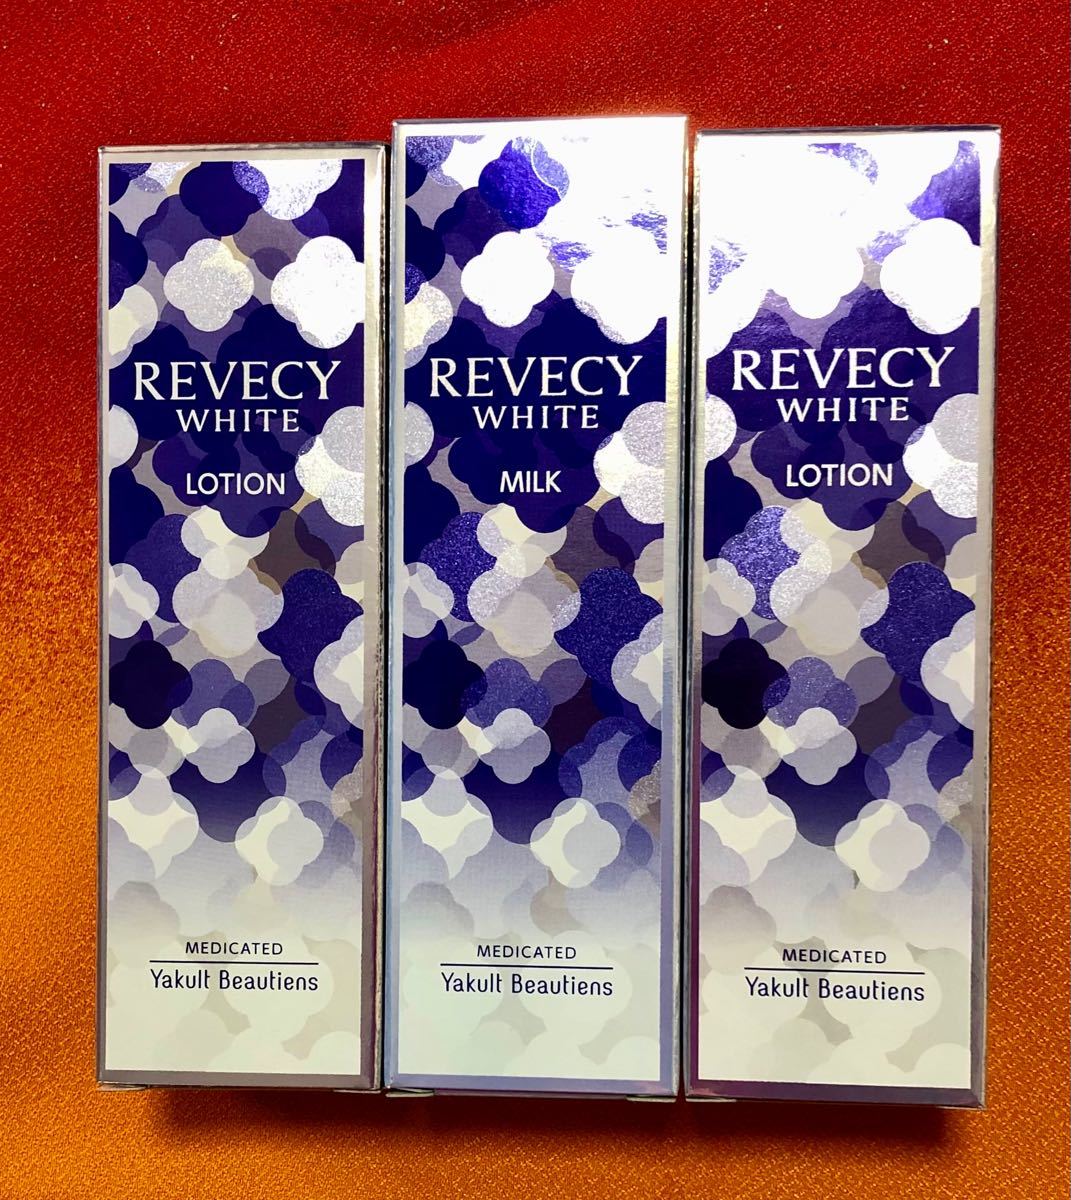 REVECY
WHITE
LOTION
MEDICATED
Yakult Beautiens
REVECY
WHITE
MILK
MEDICATED
Yakult Beautiens
REVECY
WHITE
LOTION
MEDICATED
Yakult Beautiens